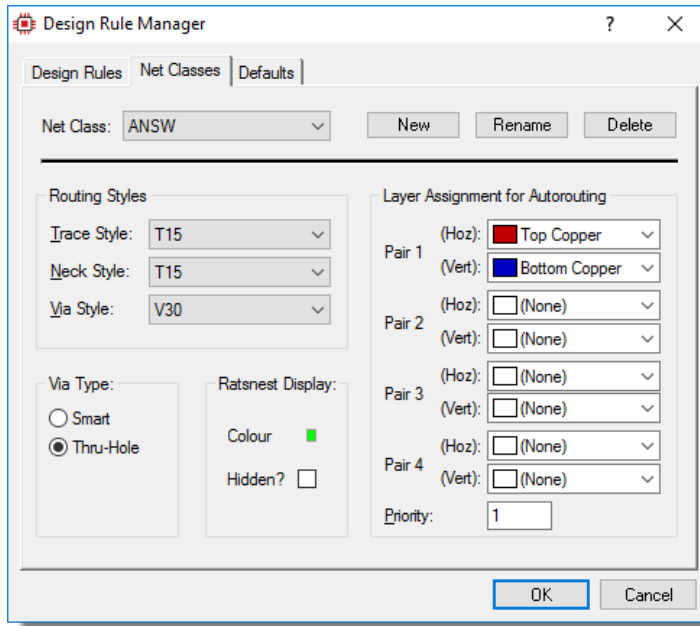 Design Rule Manager
?
Design Rules Net Classes Defaults
Net Class: ANSW New Rename Delete
Routing Styles
Trace Style: T15
Neck Style: T15
Via Style: V30
Via Type:
Smart
Thru-Hole
Ratsnest Display:
Colour
Hidden?
Layer Assignment for Autorouting
Pair 1
(Hoz): Top Copper
(Vert): Bottom Copper
Pair 2
(Hoz): (None)
(Vert): (None)
Pair 3
(Hoz): (None)
(Vert): (None)
Pair 4
(Hoz): (None)
(Vert): (None)
Priority: 1
OK Cancel